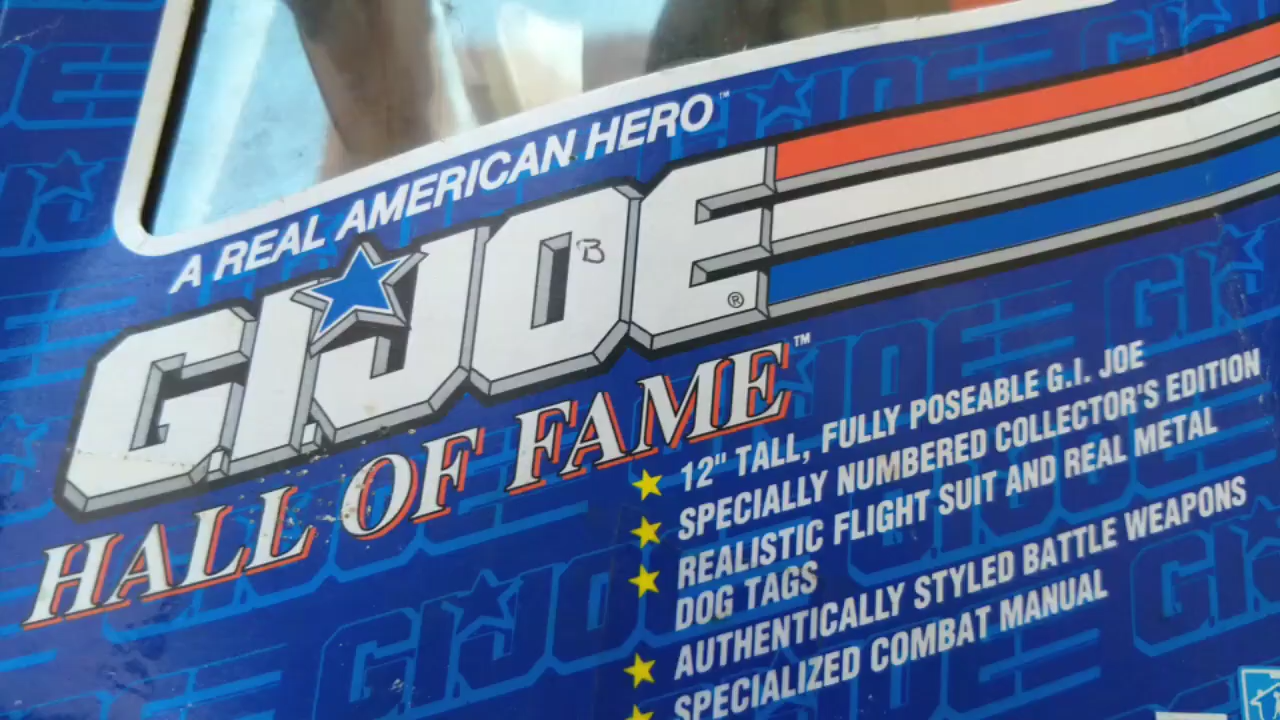 A REAL AMERICAN HERO™
G.I. JOE®
B
HALL OF FAME™
12" TALL, FULLY POSEABLE G.I. JOE
SPECIALLY NUMBERED COLLECTOR'S EDITION
REALISTIC FLIGHT SUIT AND REAL METAL
DOG TAGS
AUTHENTICALLY STYLED BATTLE WEAPONS
SPECIALIZED COMBAT MANUAL